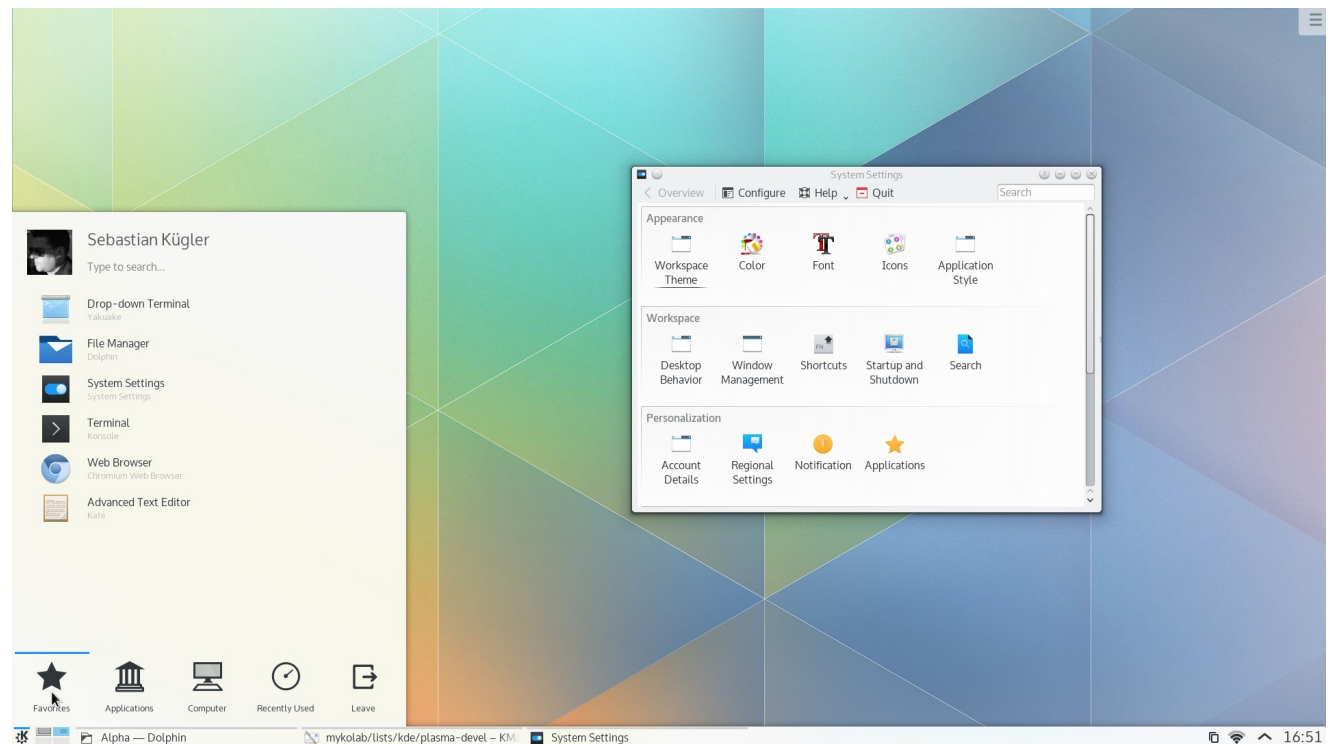 Sebastian Kügler
Type to search...
Drop-down Terminal
Yakuake
File Manager
Dolphin
System Settings
System Settings
Terminal
Konsole
Web Browser
Chromium Web Browser
Advanced Text Editor
Kate
Favorites
Applications
Computer
Recently Used
Leave
System Settings
Overview
Configure
Help
Quit
Search
Appearance
Workspace
Theme
Color
Font
Icons
Application
Style
Workspace
Desktop
Behavior
Window
Management
Shortcuts
Startup and
Shutdown
Search
Personalization
Account
Details
Regional
Settings
Notification
Applications
Alpha — Dolphin
mykolab/lists/kde/plasma-devel – KM
System Settings
16:51